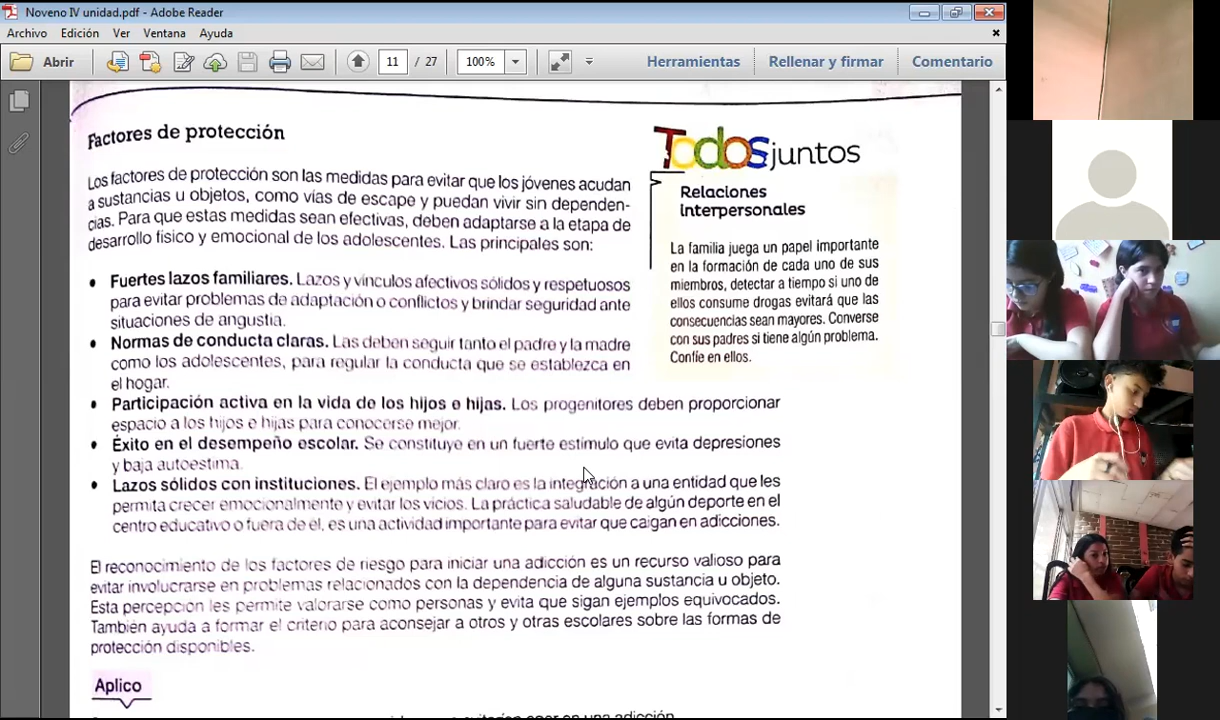 Noveno IV unidad.pdf - Adobe Reader
Archivo Edición Ver Ventana Ayuda
Abrir 11 / 27 100% Herramientas Rellenar y firmar Comentario
Factores de protección
Los factores de protección son las medidas para evitar que los jóvenes acudan
a sustancias u objetos, como vías de escape y puedan vivir sin dependen-
cias. Para que estas medidas sean efectivas, deben adaptarse a la etapa de
desarrollo físico y emocional de los adolescentes. Las principales son:
• Fuertes lazos familiares. Lazos y vínculos afectivos sólidos y respetuosos
para evitar problemas de adaptación o conflictos y brindar seguridad ante
situaciones de angustia.
• Normas de conducta claras. Las deben seguir tanto el padre y la madre
como los adolescentes, para regular la conducta que se establezca en
el hogar.
• Participación activa en la vida de los hijos e hijas. Los progenitores deben proporcionar
espacio a los hijos e hijas para conocerse mejor.
• Éxito en el desempeño escolar. Se constituye en un fuerte estímulo que evita depresiones
y baja autoestima.
• Lazos sólidos con instituciones. El ejemplo más claro es la integración a una entidad que les
permita crecer emocionalmente y evitar los vicios. La práctica saludable de algún deporte en el
centro educativo o fuera de él, es una actividad importante para evitar que caigan en adicciones.
El reconocimiento de los factores de riesgo para iniciar una adicción es un recurso valioso para
evitar involucrarse en problemas relacionados con la dependencia de alguna sustancia u objeto.
Esta percepción les permite valorarse como personas y evita que sigan ejemplos equivocados.
También ayuda a formar el criterio para aconsejar a otros y otras escolares sobre las formas de
protección disponibles.
Aplico
en una adicción
Todos juntos
Relaciones
interpersonales
La familia juega un papel importante
en la formación de cada uno de sus
miembros, detectar a tiempo si uno de
ellos consume drogas evitará que las
consecuencias sean mayores. Converse
con sus padres si tiene algún problema.
Confíe en ellos.